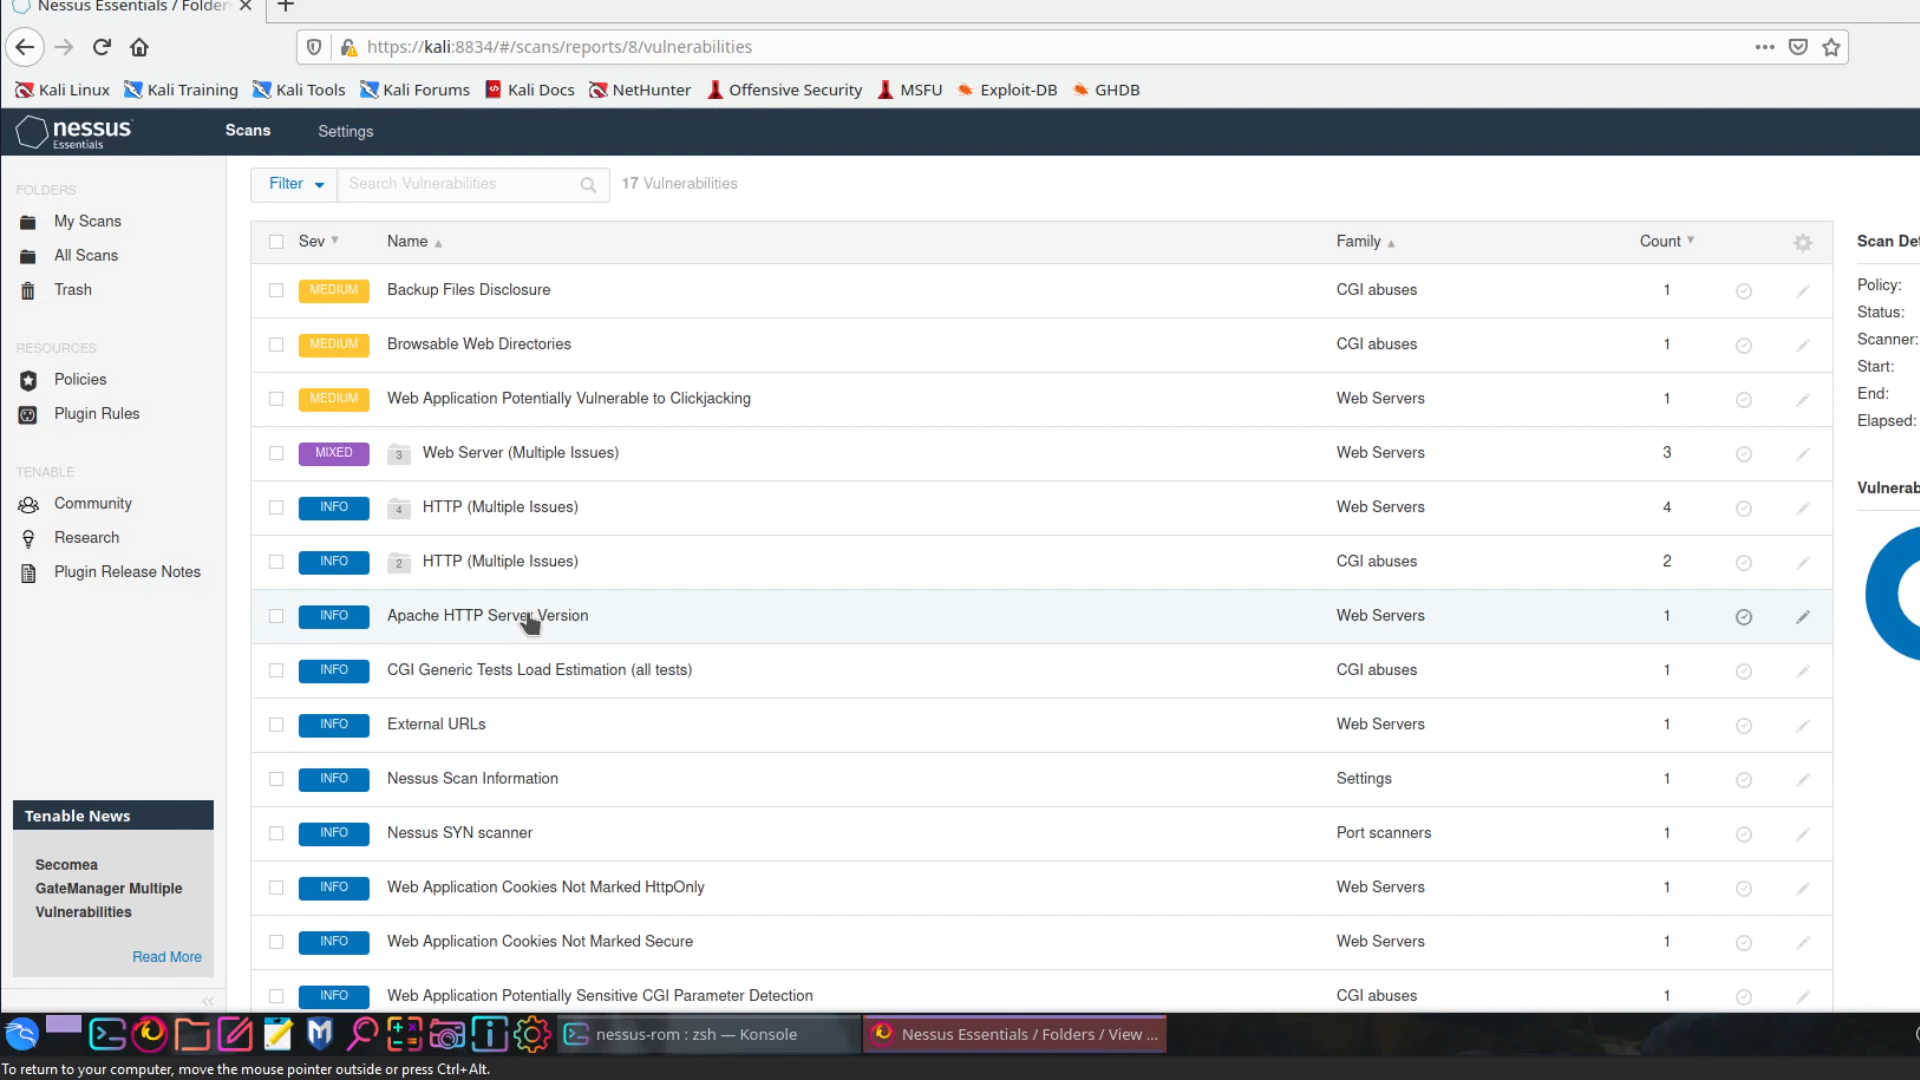 Nessus Essentials / Folders
https://kali:8834/#/scans/reports/8/vulnerabilities
Kali Linux Kali Training Kali Tools Kali Forums Kali Docs NetHunter Offensive Security MSFU Exploit-DB GHDB
nessus
Essentials
Scans Settings
FOLDERS
My Scans
All Scans
Trash
RESOURCES
Policies
Plugin Rules
TENABLE
Community
Research
Plugin Release Notes
Tenable News
Secomea
GateManager Multiple
Vulnerabilities
Read More
Filter Search Vulnerabilities 17 Vulnerabilities
Sev Name Family Count
MEDIUM Backup Files Disclosure CGI abuses 1
MEDIUM Browsable Web Directories CGI abuses 1
MEDIUM Web Application Potentially Vulnerable to Clickjacking Web Servers 1
MIXED 3 Web Server (Multiple Issues) Web Servers 3
INFO 4 HTTP (Multiple Issues) Web Servers 4
INFO 2 HTTP (Multiple Issues) CGI abuses 2
INFO Apache HTTP Server Version Web Servers 1
INFO CGI Generic Tests Load Estimation (all tests) CGI abuses 1
INFO External URLs Web Servers 1
INFO Nessus Scan Information Settings 1
INFO Nessus SYN scanner Port scanners 1
INFO Web Application Cookies Not Marked HttpOnly Web Servers 1
INFO Web Application Cookies Not Marked Secure Web Servers 1
INFO Web Application Potentially Sensitive CGI Parameter Detection CGI abuses 1
Scan De
Policy:
Status:
Scanner:
Start:
End:
Elapsed:
Vulnerab
nessus-rom : zsh — Konsole Nessus Essentials / Folders / View ...
To return to your computer, move the mouse pointer outside or press Ctrl+Alt.